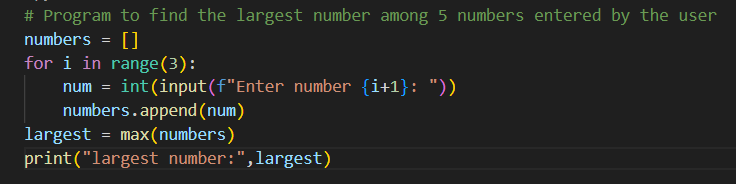 # Program to find the largest number among 5 numbers entered by the user
numbers = []
for i in range(3):
    num = int(input(f"Enter number {i+1}: "))
    numbers.append(num)
largest = max(numbers)
print("largest number:",largest)